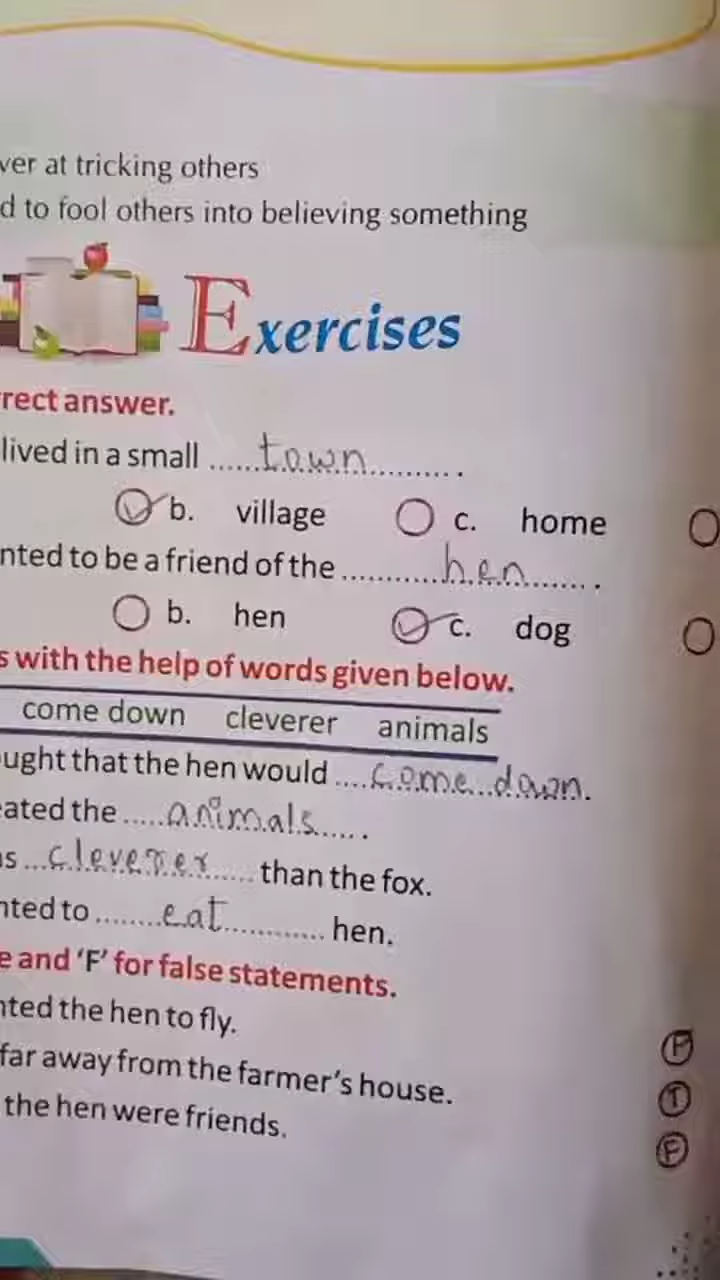 ver at tricking others
d to fool others into believing something
Exercises
rect answer.
lived in a small ...... town .......... .
b. village c. home
nted to be a friend of the ........... hen ....... .
b. hen c. dog
s with the help of words given below.
come down cleverer animals
ught that the hen would .... come down.
eated the ..... animals ..... .
as ... cleverer ...... than the fox.
nted to ........ eat ............ hen.
e and 'F' for false statements.
nted the hen to fly.
F
far away from the farmer's house.
T
the hen were friends.
F